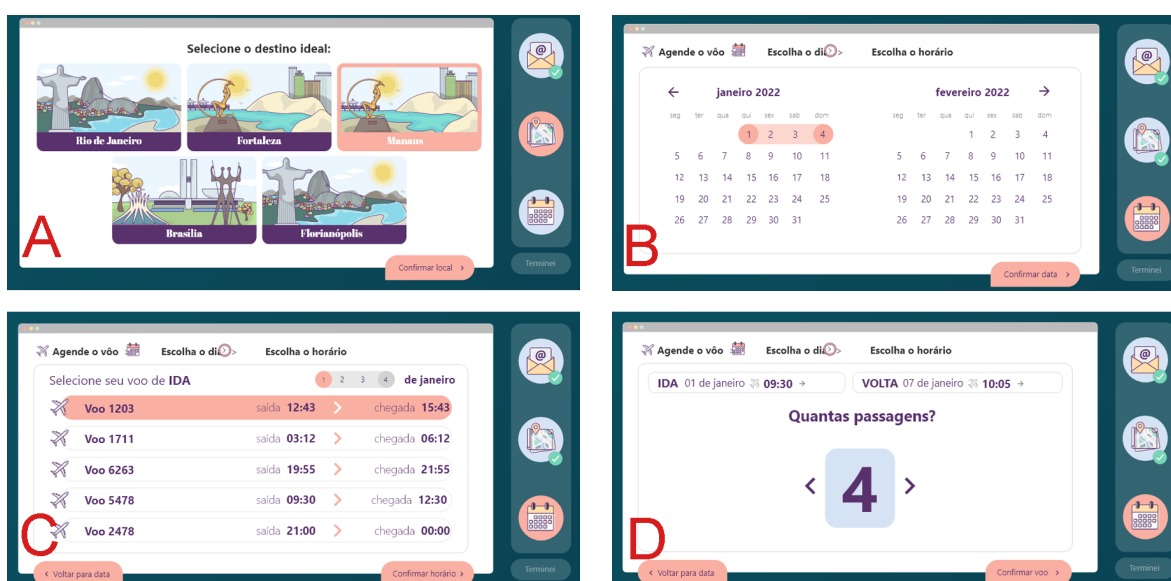 Selecione o destino ideal:
Rio de Janeiro
Fortaleza
Manaus
Brasília
Florianópolis
Confirmar local >
@
Terminei
A
Agende o vôo
Escolha o dia >
Escolha o horário
← janeiro 2022
seg ter qua qui sex sab dom
1 2 3 4
5 6 7 8 9 10 11
12 13 14 15 16 17 18
19 20 21 22 23 24 25
26 27 28 29 30 31
fevereiro 2022 →
seg ter qua qui sex sab dom
1 2 3 4
5 6 7 8 9 10 11
12 13 14 15 16 17 18
19 20 21 22 23 24 25
26 27 28 29 30 31
Confirmar data >
@
Terminei
B
Agende o vôo
Escolha o dia >
Escolha o horário
Selecione seu voo de IDA
1 2 3 4 de janeiro
Voo 1203 saída 12:43 > chegada 15:43
Voo 1711 saída 03:12 > chegada 06:12
Voo 6263 saída 19:55 > chegada 21:55
Voo 5478 saída 09:30 > chegada 12:30
Voo 2478 saída 21:00 > chegada 00:00
< Voltar para data
Confirmar horário >
@
Terminei
C
Agende o vôo
Escolha o dia >
Escolha o horário
IDA 01 de janeiro 09:30 →
VOLTA 07 de janeiro 10:05 →
Quantas passagens?
< 4 >
< Voltar para data
Confirmar voo >
@
Terminei
D